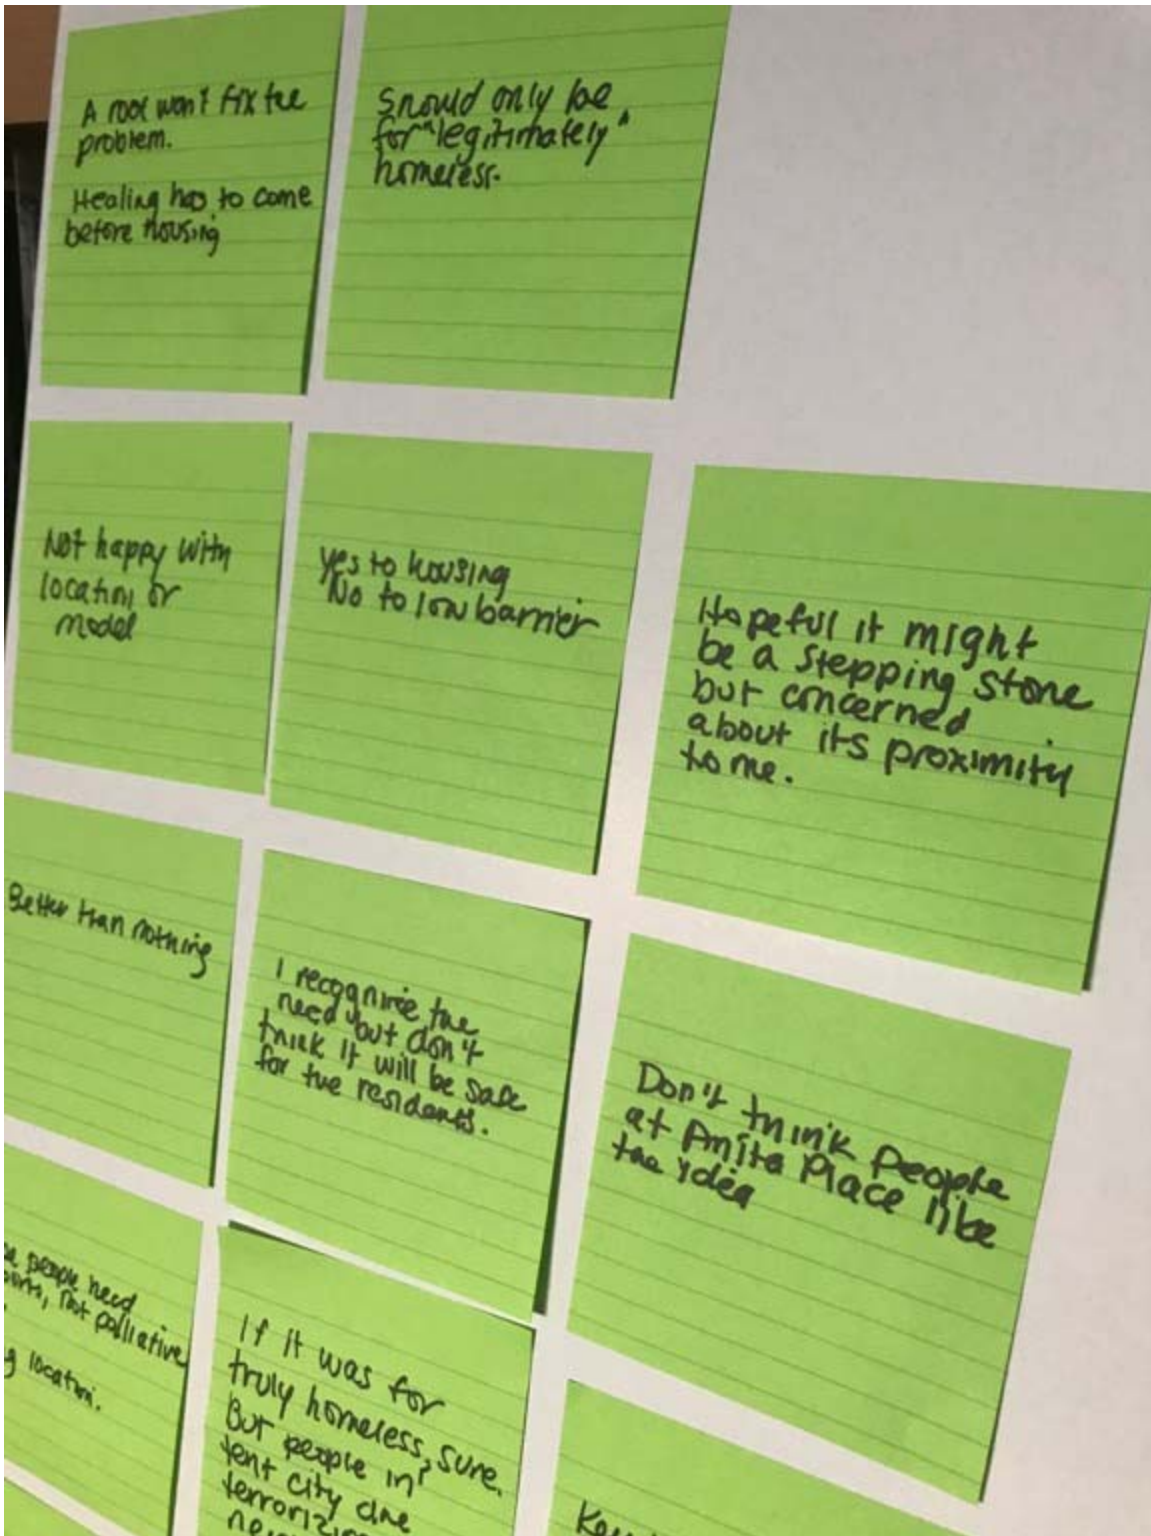 A roof won't fix the
problem.
Healing has to come
before housing
Should only be
for "legitimately"
homeless.
Not happy with
location or
model
yes to housing
No to low barrier
Hopeful it might
be a stepping stone
but concerned
about its proximity
to me.
Better than nothing
I recognize the
need but don't
think it will be safe
for the residents.
Don't think people
at Anita Place like
the idea
people need
not palliative
location.
If it was for
truly homeless, sure.
But people in
tent city are